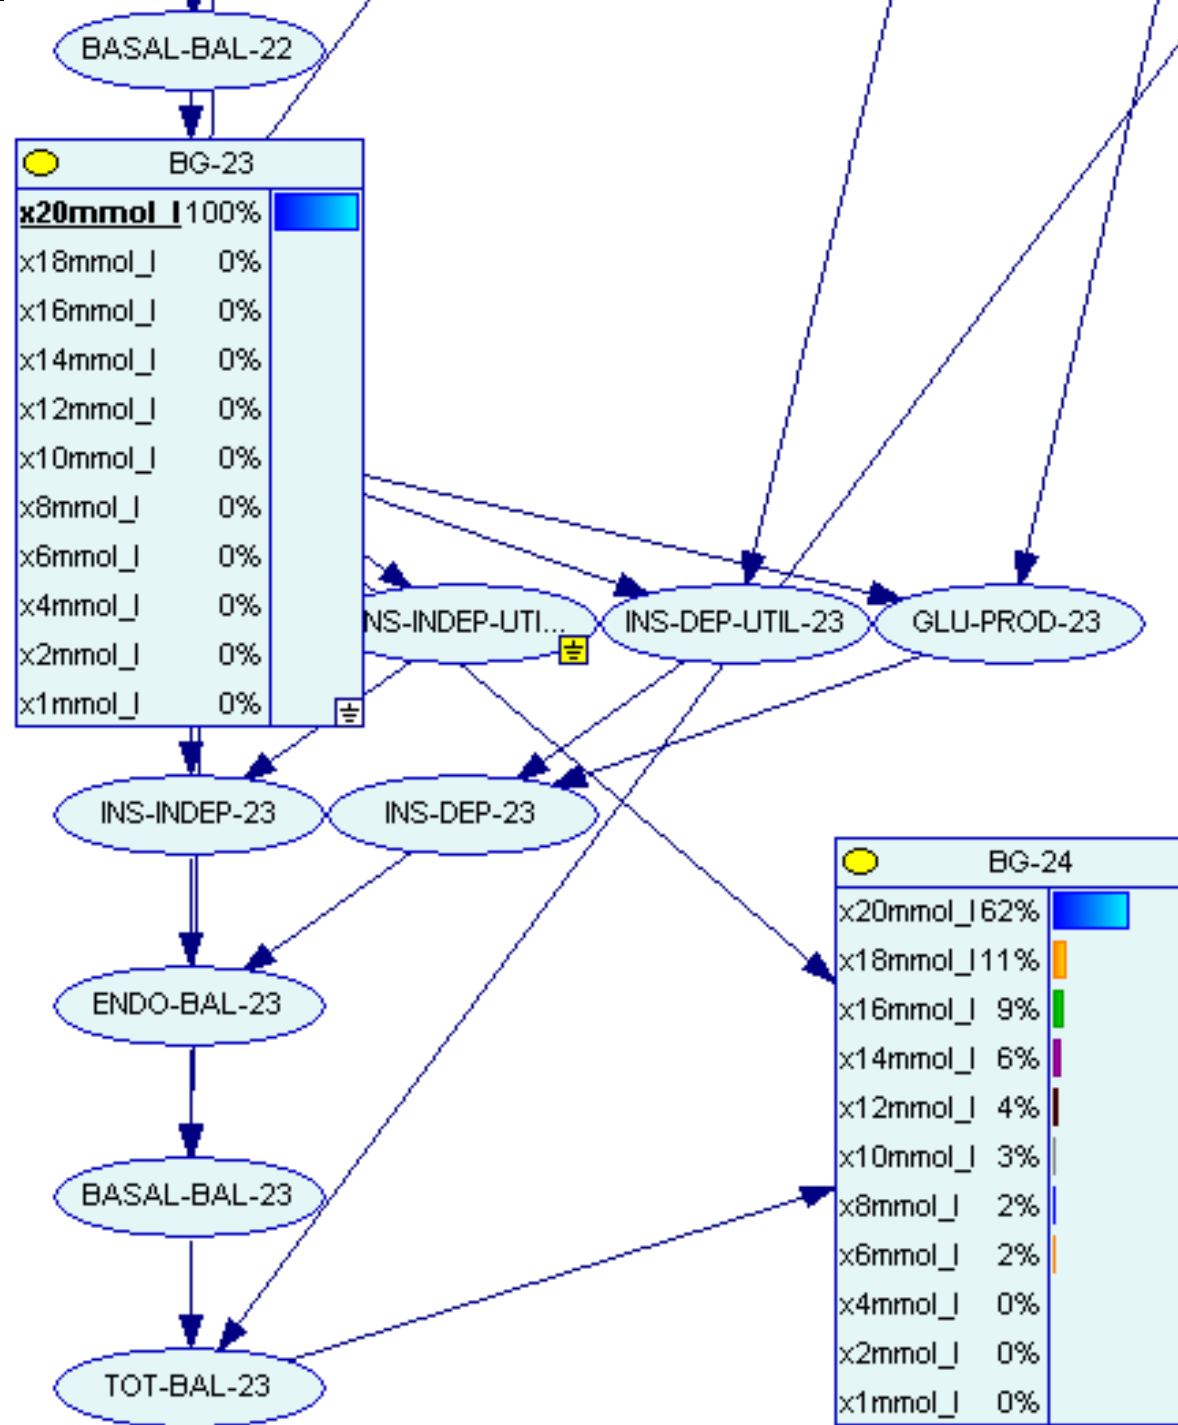 BASAL-BAL-22
BG-23
x20mmol_l 100%
x18mmol_l 0%
x16mmol_l 0%
x14mmol_l 0%
x12mmol_l 0%
x10mmol_l 0%
x8mmol_l 0%
x6mmol_l 0%
x4mmol_l 0%
x2mmol_l 0%
x1mmol_l 0%
NS-INDEP-UTI...
INS-DEP-UTIL-23
GLU-PROD-23
INS-INDEP-23
INS-DEP-23
BG-24
x20mmol_l 62%
x18mmol_l 11%
x16mmol_l 9%
x14mmol_l 6%
x12mmol_l 4%
x10mmol_l 3%
x8mmol_l 2%
x6mmol_l 2%
x4mmol_l 0%
x2mmol_l 0%
x1mmol_l 0%
ENDO-BAL-23
BASAL-BAL-23
TOT-BAL-23